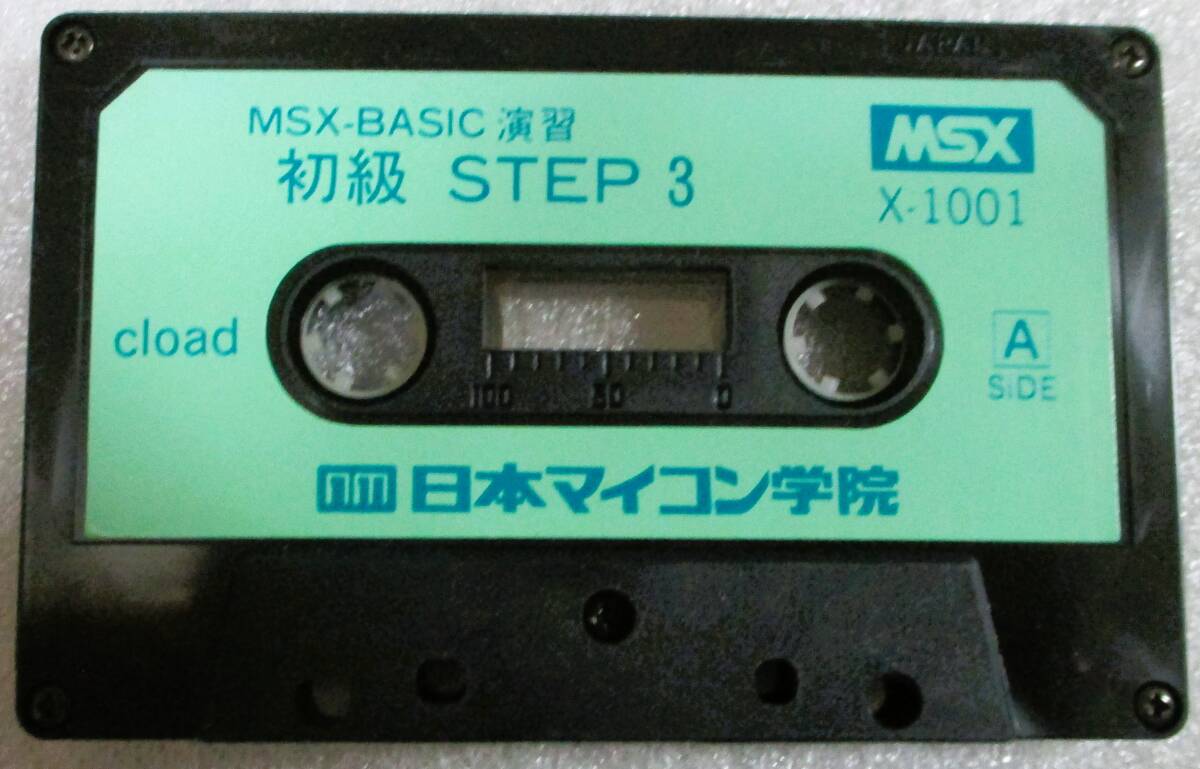 JAPAN
MSX-BASIC 演習
初級 STEP 3
MSX
X-1001
cload
100 50 0
A
SiDE
日本マイコン学院